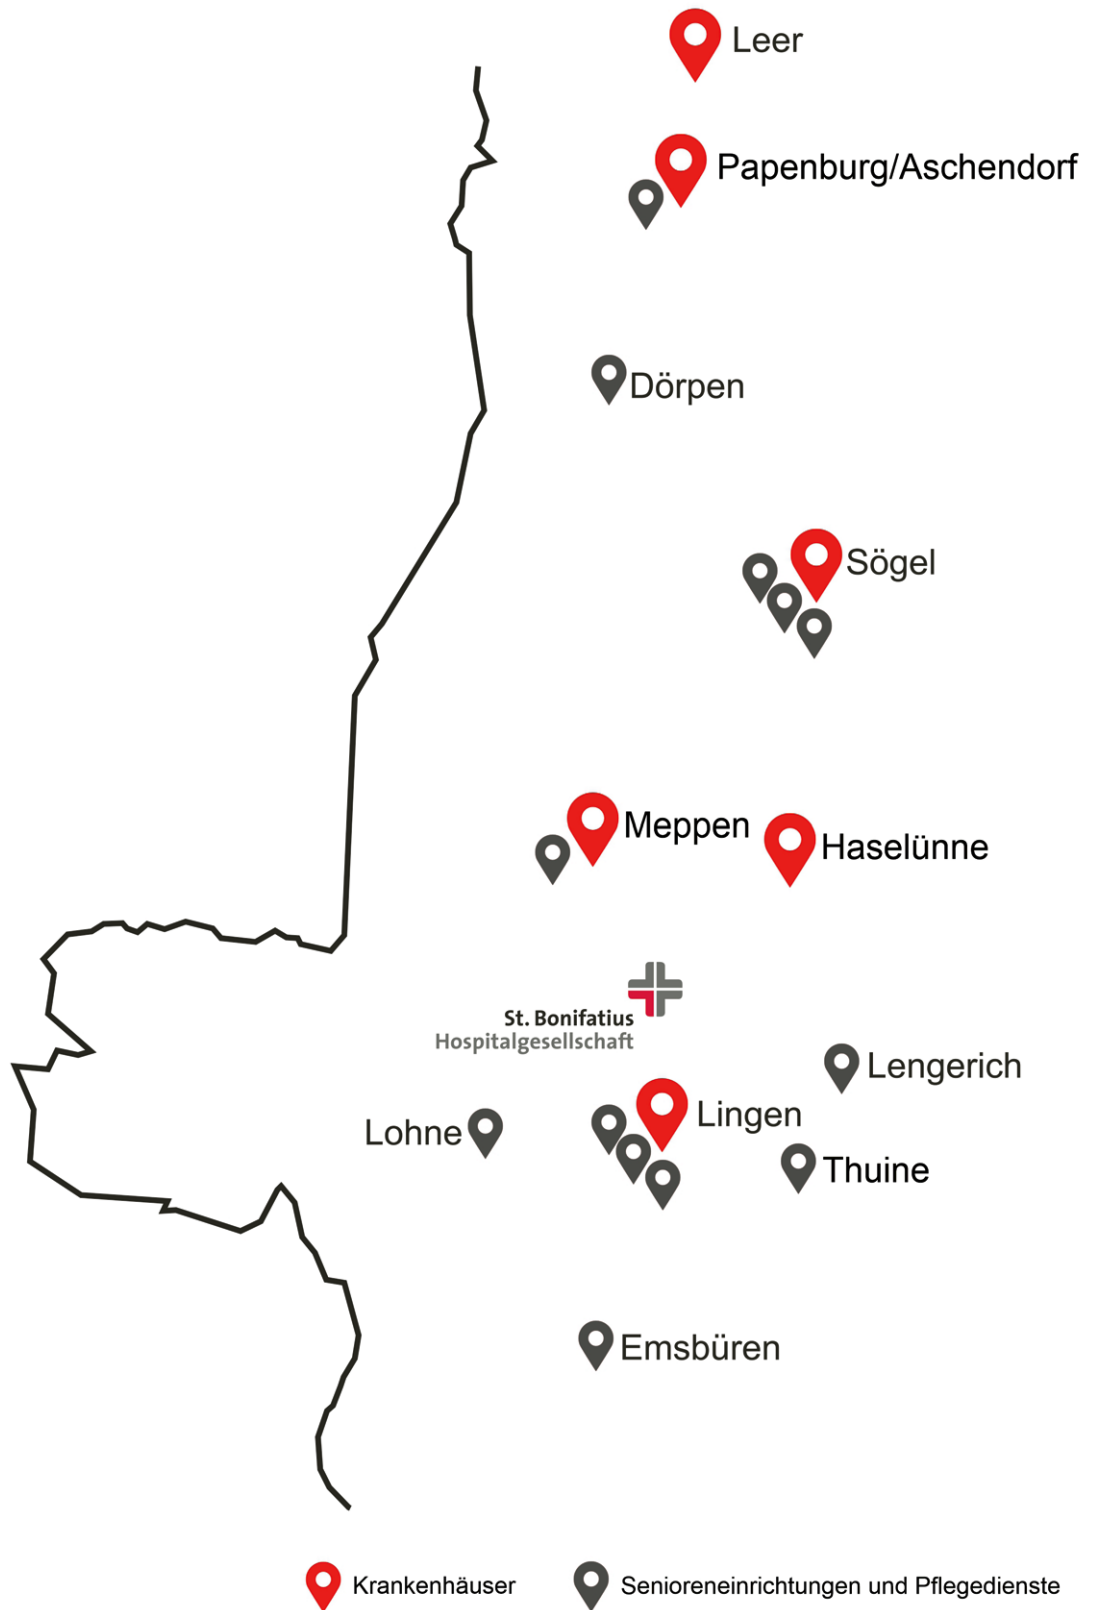 Leer
Papenburg/Aschendorf
Dörpen
Sögel
Meppen
Haselünne
St. Bonifatius
Hospitalgesellschaft
Lengerich
Lingen
Lohne
Thuine
Emsbüren
Krankenhäuser
Senioreneinrichtungen und Pflegedienste